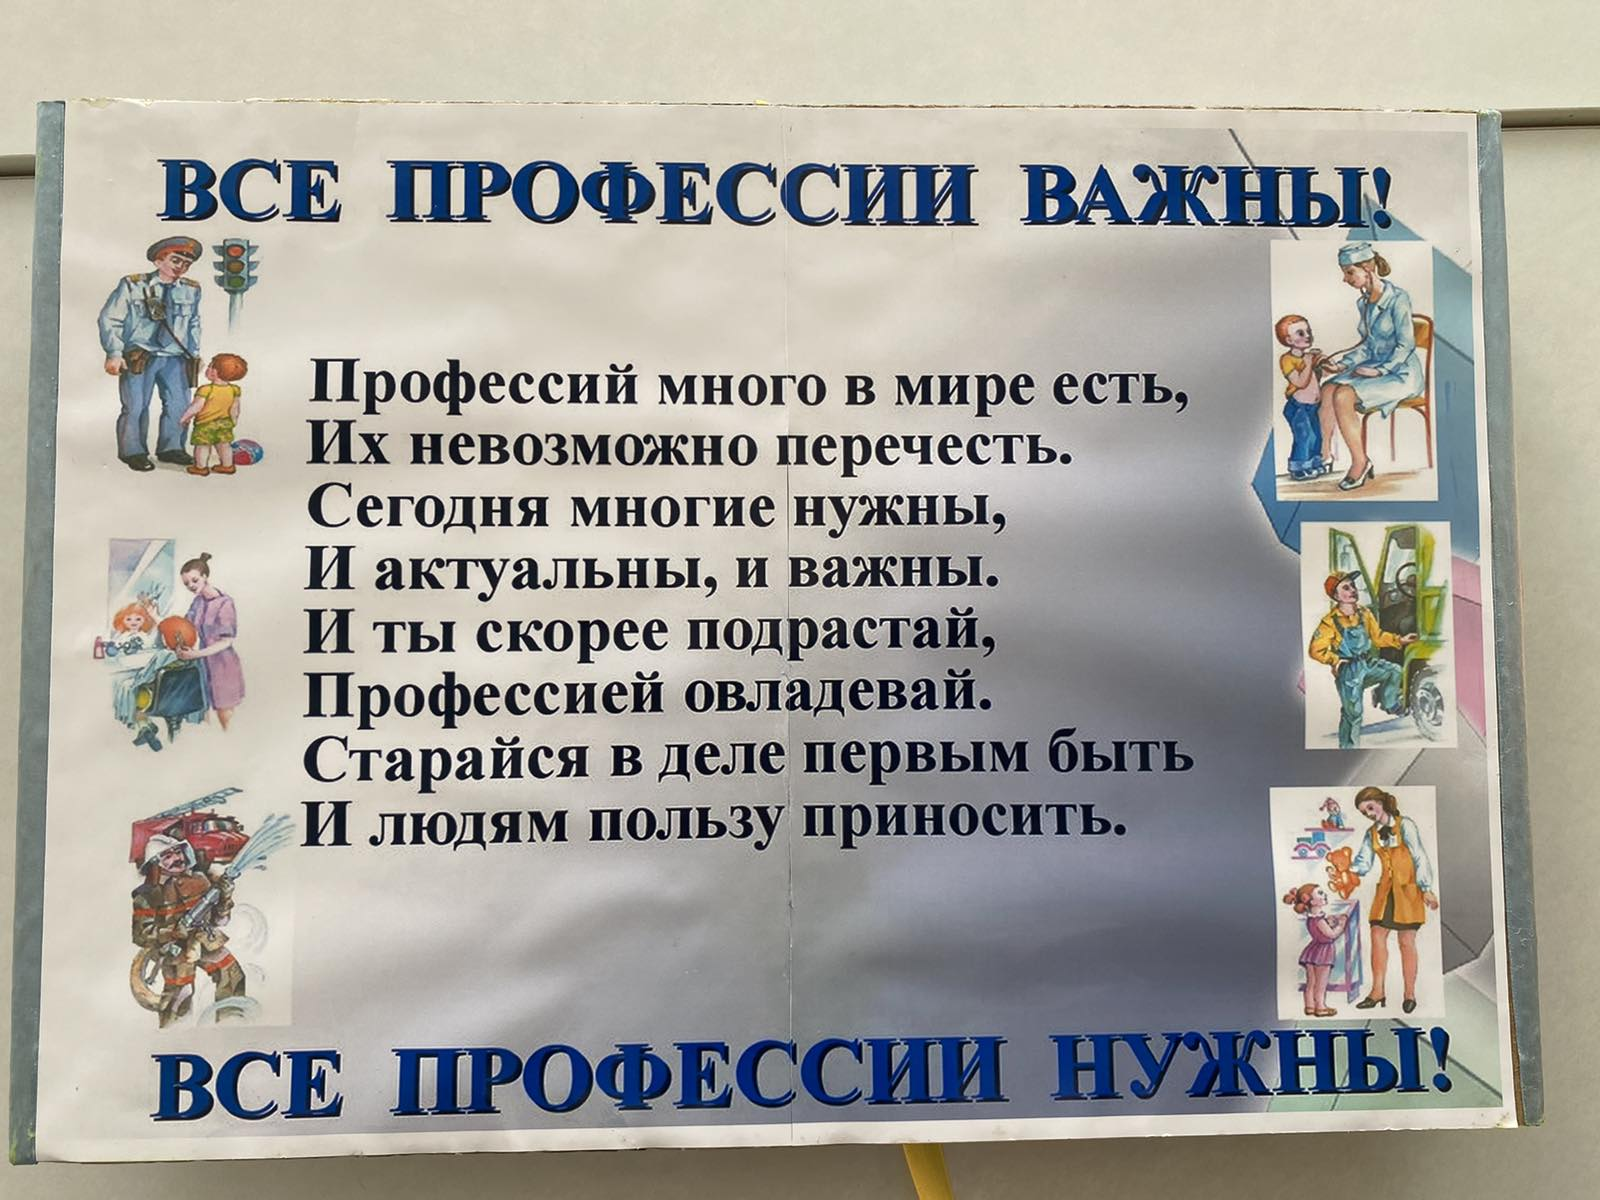 ВСЕ ПРОФЕССИИ ВАЖНЫ!
Профессий много в мире есть,
Их невозможно перечесть.
Сегодня многие нужны,
И актуальны, и важны.
И ты скорее подрастай,
Профессией овладевай.
Старайся в деле первым быть
И людям пользу приносить.
ВСЕ ПРОФЕССИИ НУЖНЫ!